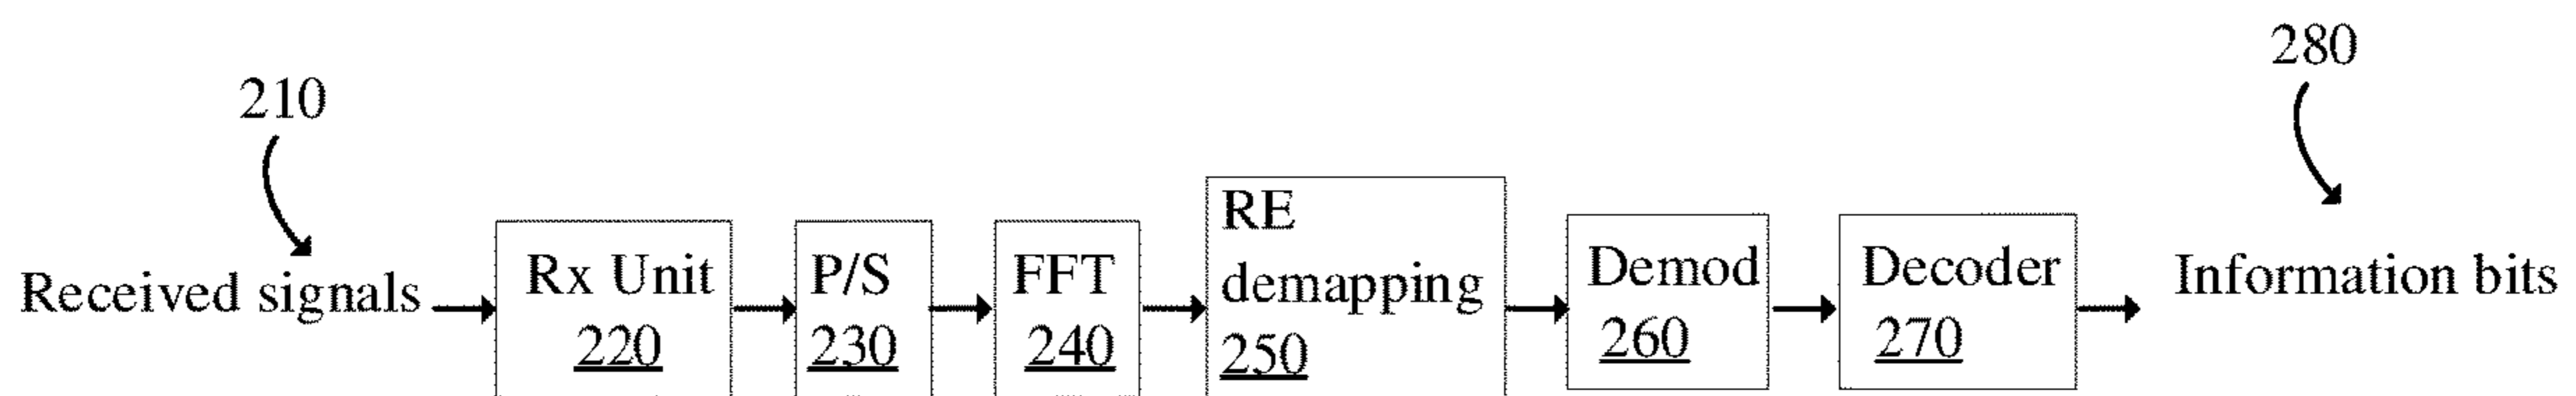 280
210
Received signals
Rx Unit
220
P/S
230
FFT
240
RE
demapping
250
Demod
260
Decoder
270
Information bits